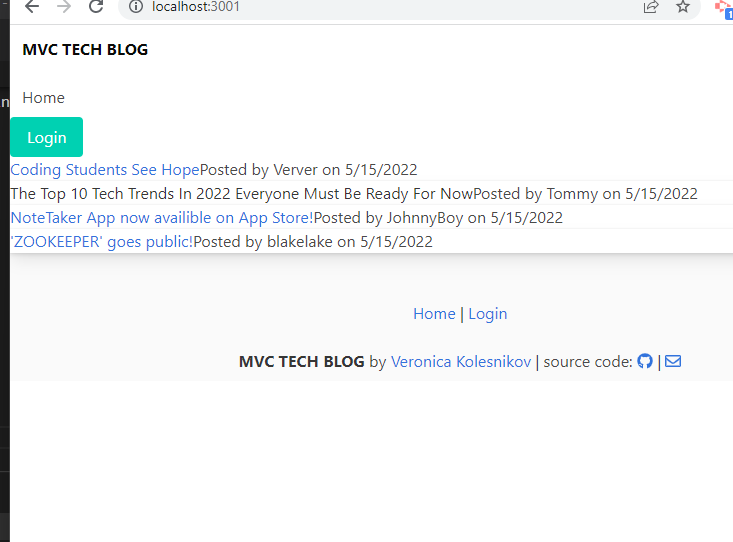 localhost:3001
MVC TECH BLOG
Home
Login
Coding Students See HopePosted by Verver on 5/15/2022
The Top 10 Tech Trends In 2022 Everyone Must Be Ready For NowPosted by Tommy on 5/15/2022
NoteTaker App now availible on App Store!Posted by JohnnyBoy on 5/15/2022
'ZOOKEEPER' goes public!Posted by blakelake on 5/15/2022
Home | Login
MVC TECH BLOG by Veronica Kolesnikov | source code: |